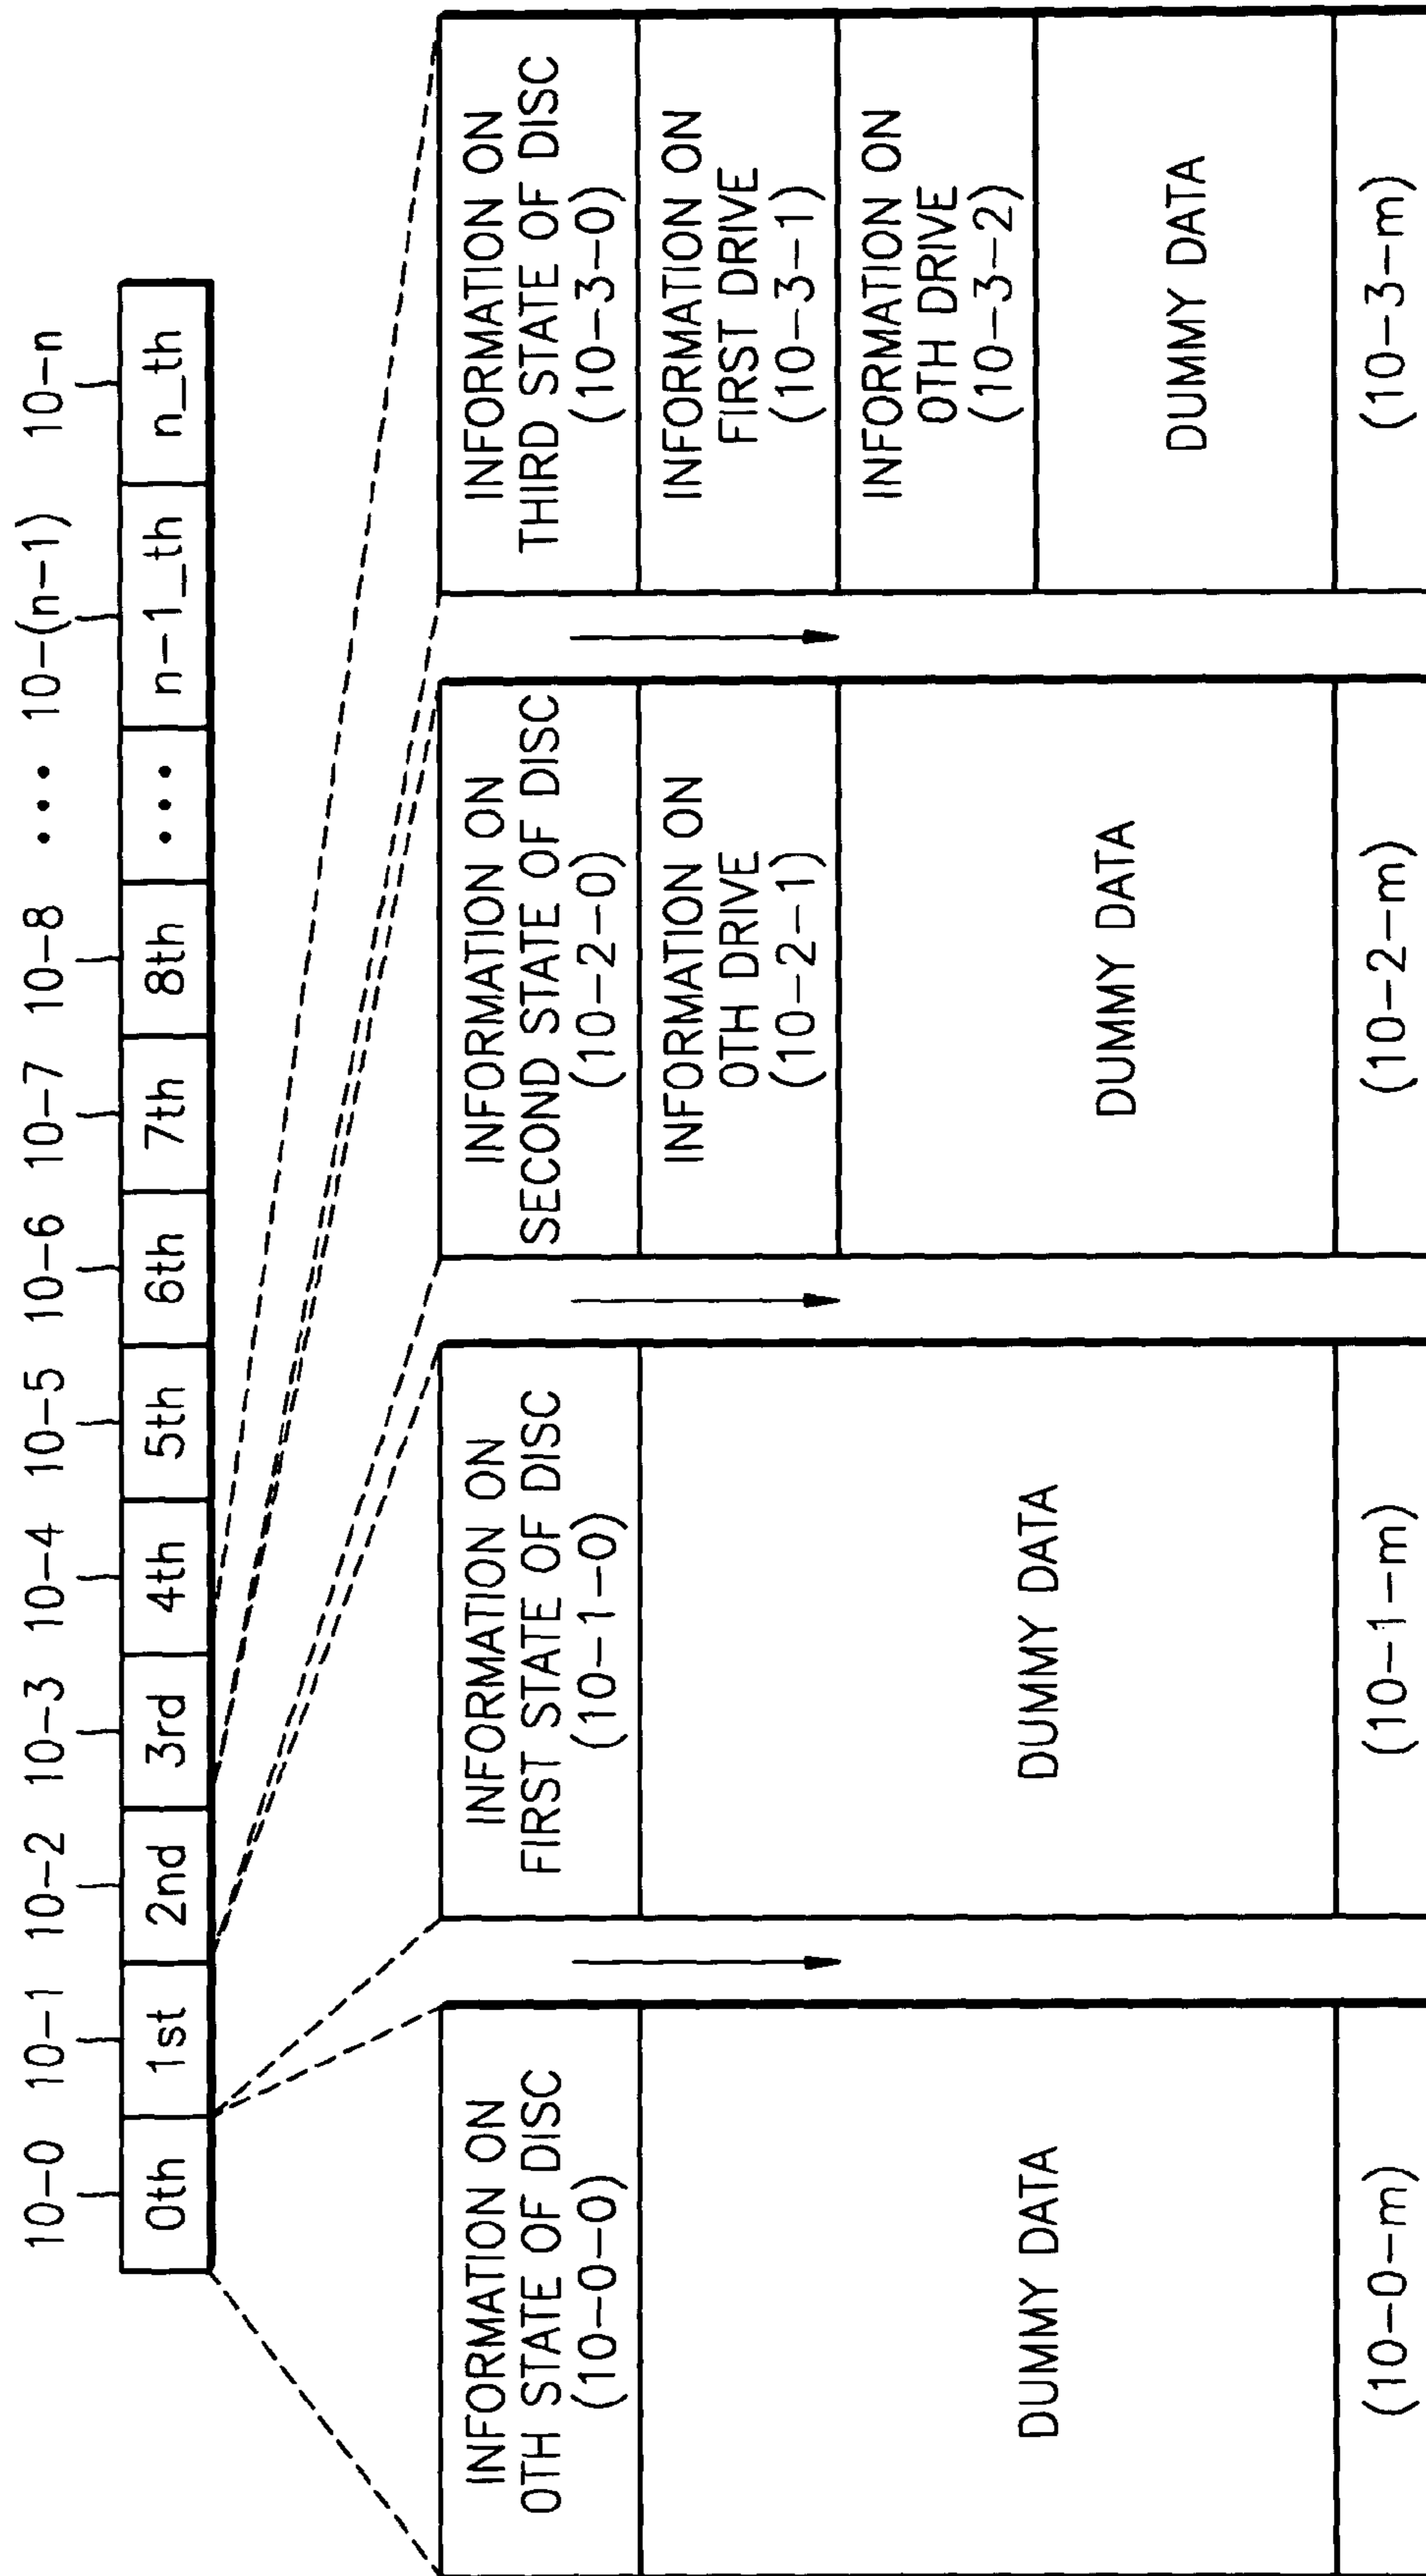 10-0 10-1 10-2 10-3 10-4 10-5 10-6 10-7 10-8 ••• 10-(n-1) 10-n
0th 1st 2nd 3rd 4th 5th 6th 7th 8th ••• n-1_th n_th
INFORMATION ON
0TH STATE OF DISC
(10-0-0)
DUMMY DATA
(10-0-m)
INFORMATION ON
FIRST STATE OF DISC
(10-1-0)
DUMMY DATA
(10-1-m)
INFORMATION ON
SECOND STATE OF DISC
(10-2-0)
INFORMATION ON
0TH DRIVE
(10-2-1)
DUMMY DATA
(10-2-m)
INFORMATION ON
THIRD STATE OF DISC
(10-3-0)
INFORMATION ON
FIRST DRIVE
(10-3-1)
INFORMATION ON
0TH DRIVE
(10-3-2)
DUMMY DATA
(10-3-m)